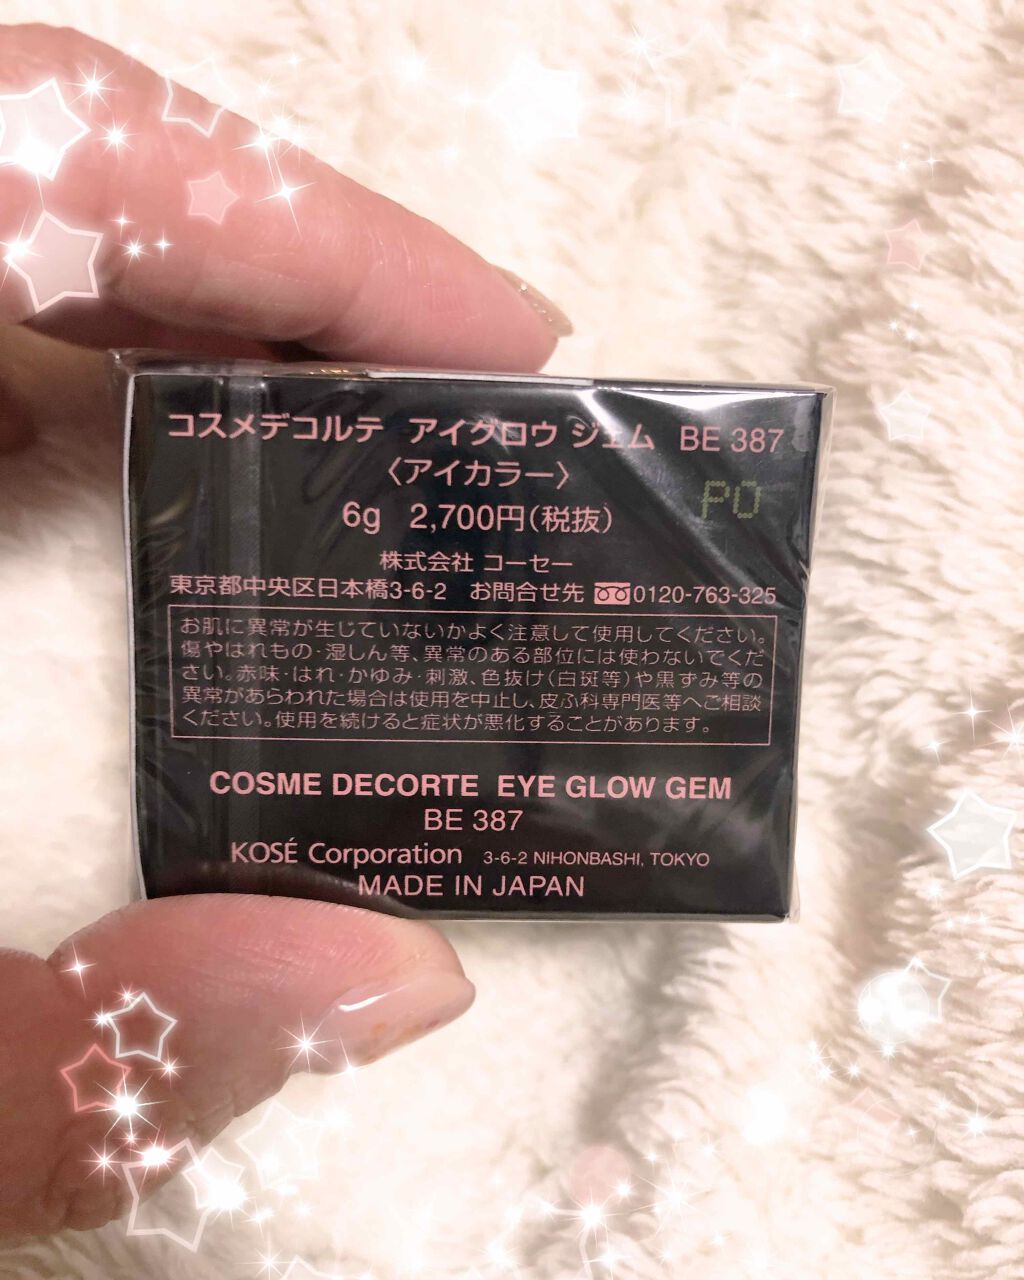 コスメデコルテ アイグロウ ジェム BE 387
〈アイカラー〉
PO
6g 2,700円(税抜)
株式会社 コーセー
東京都中央区日本橋3-6-2 お問合せ先 0120-763-325
お肌に異常が生じていないかよく注意して使用してください。
傷やはれもの・湿しん等、異常のある部位には使わないでくだ
さい。赤味・はれ・かゆみ・刺激、色抜け(白斑等)や黒ずみ等の
異常があらわれた場合は使用を中止し、皮ふ科専門医等へご相談
ください。使用を続けると症状が悪化することがあります。
COSME DECORTE EYE GLOW GEM
BE 387
KOSÉ Corporation 3-6-2 NIHONBASHI, TOKYO
MADE IN JAPAN